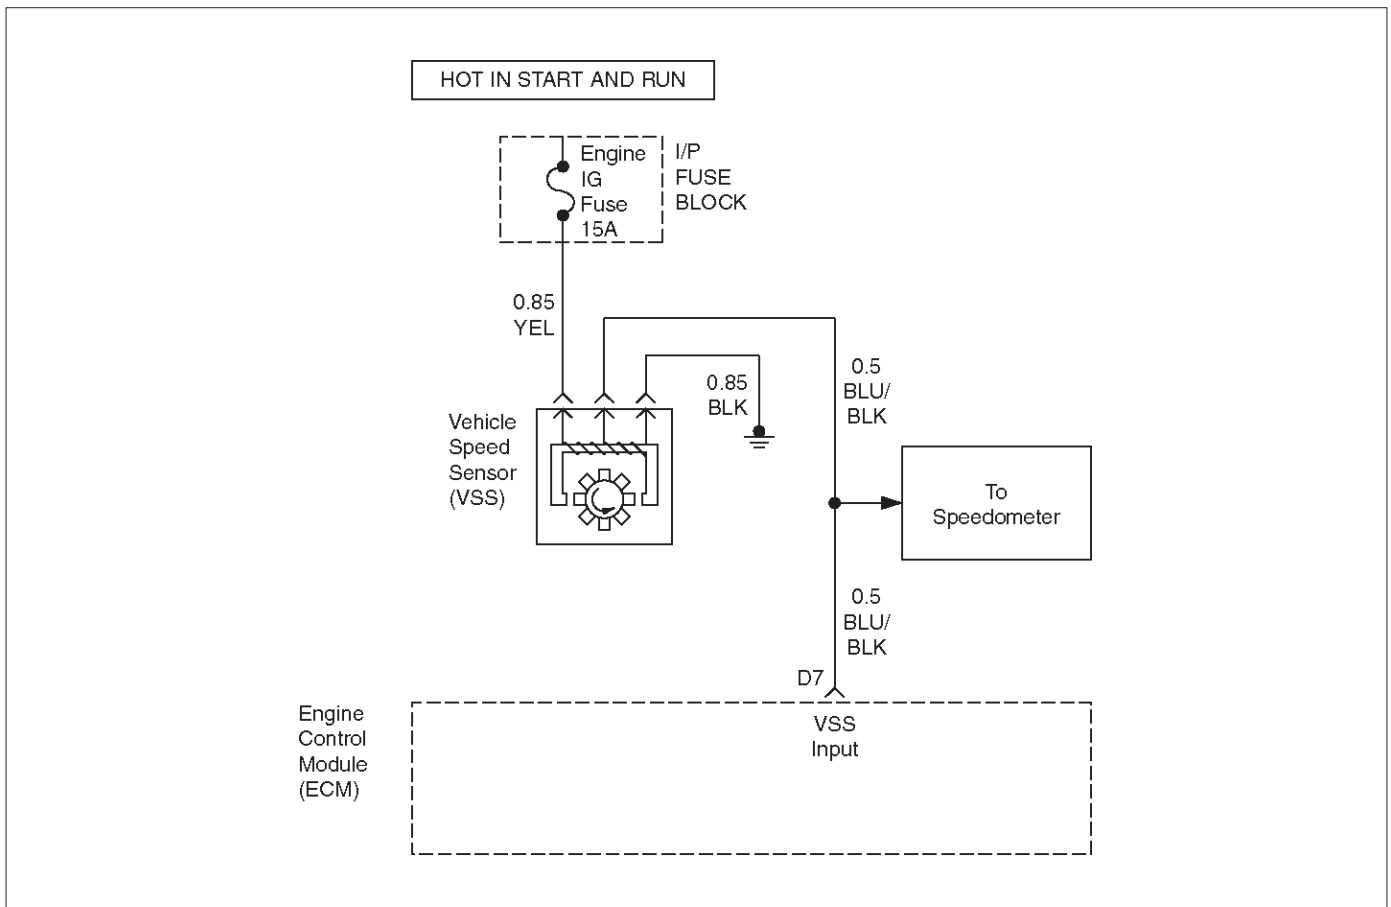 HOT IN START AND RUN
Engine
IG
Fuse
15A
I/P
FUSE
BLOCK
0.85
YEL
0.85
BLK
0.5
BLU/
BLK
Vehicle
Speed
Sensor
(VSS)
To
Speedometer
0.5
BLU/
BLK
D7
Engine
Control
Module
(ECM)
VSS
Input